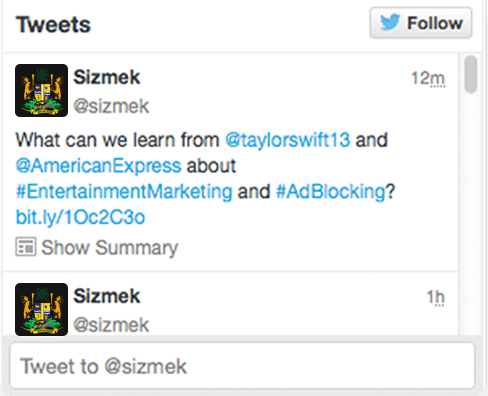 Tweets
Follow
Sizmek
12m
@sizmek
What can we learn from @taylorswift13 and
@AmericanExpress about
#EntertainmentMarketing and #AdBlocking?
bit.ly/1Oc2C3o
Show Summary
Sizmek
1h
@sizmek
Tweet to @sizmek